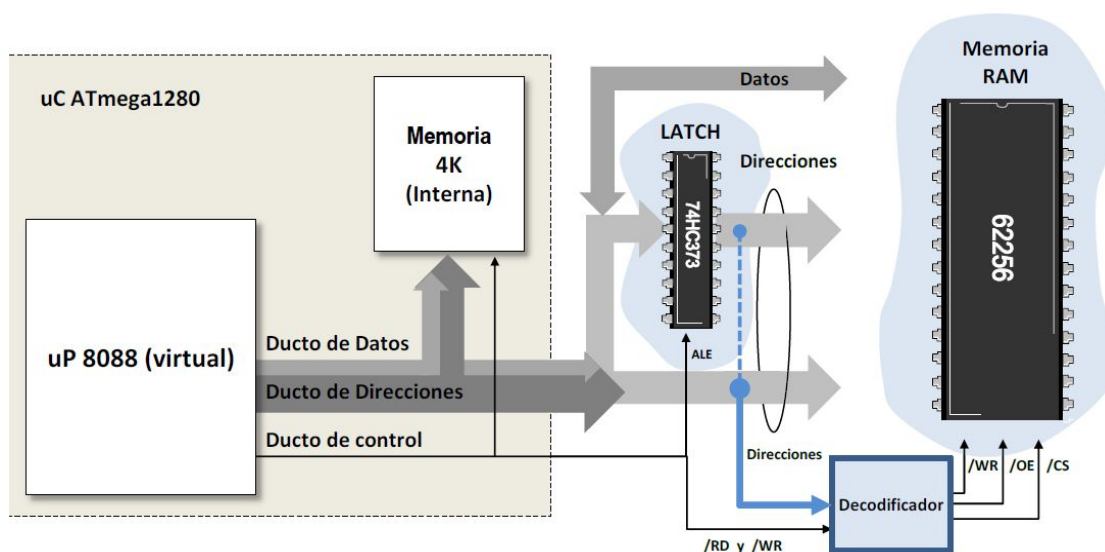 uC ATmega1280
Memoria
4K
(Interna)
uP 8088 (virtual)
Ducto de Datos
Ducto de Direcciones
Ducto de control
Datos
LATCH
74HC373
ALE
Direcciones
Direcciones
/RD y /WR
Decodificador
Memoria
RAM
62256
/WR
/OE
/CS